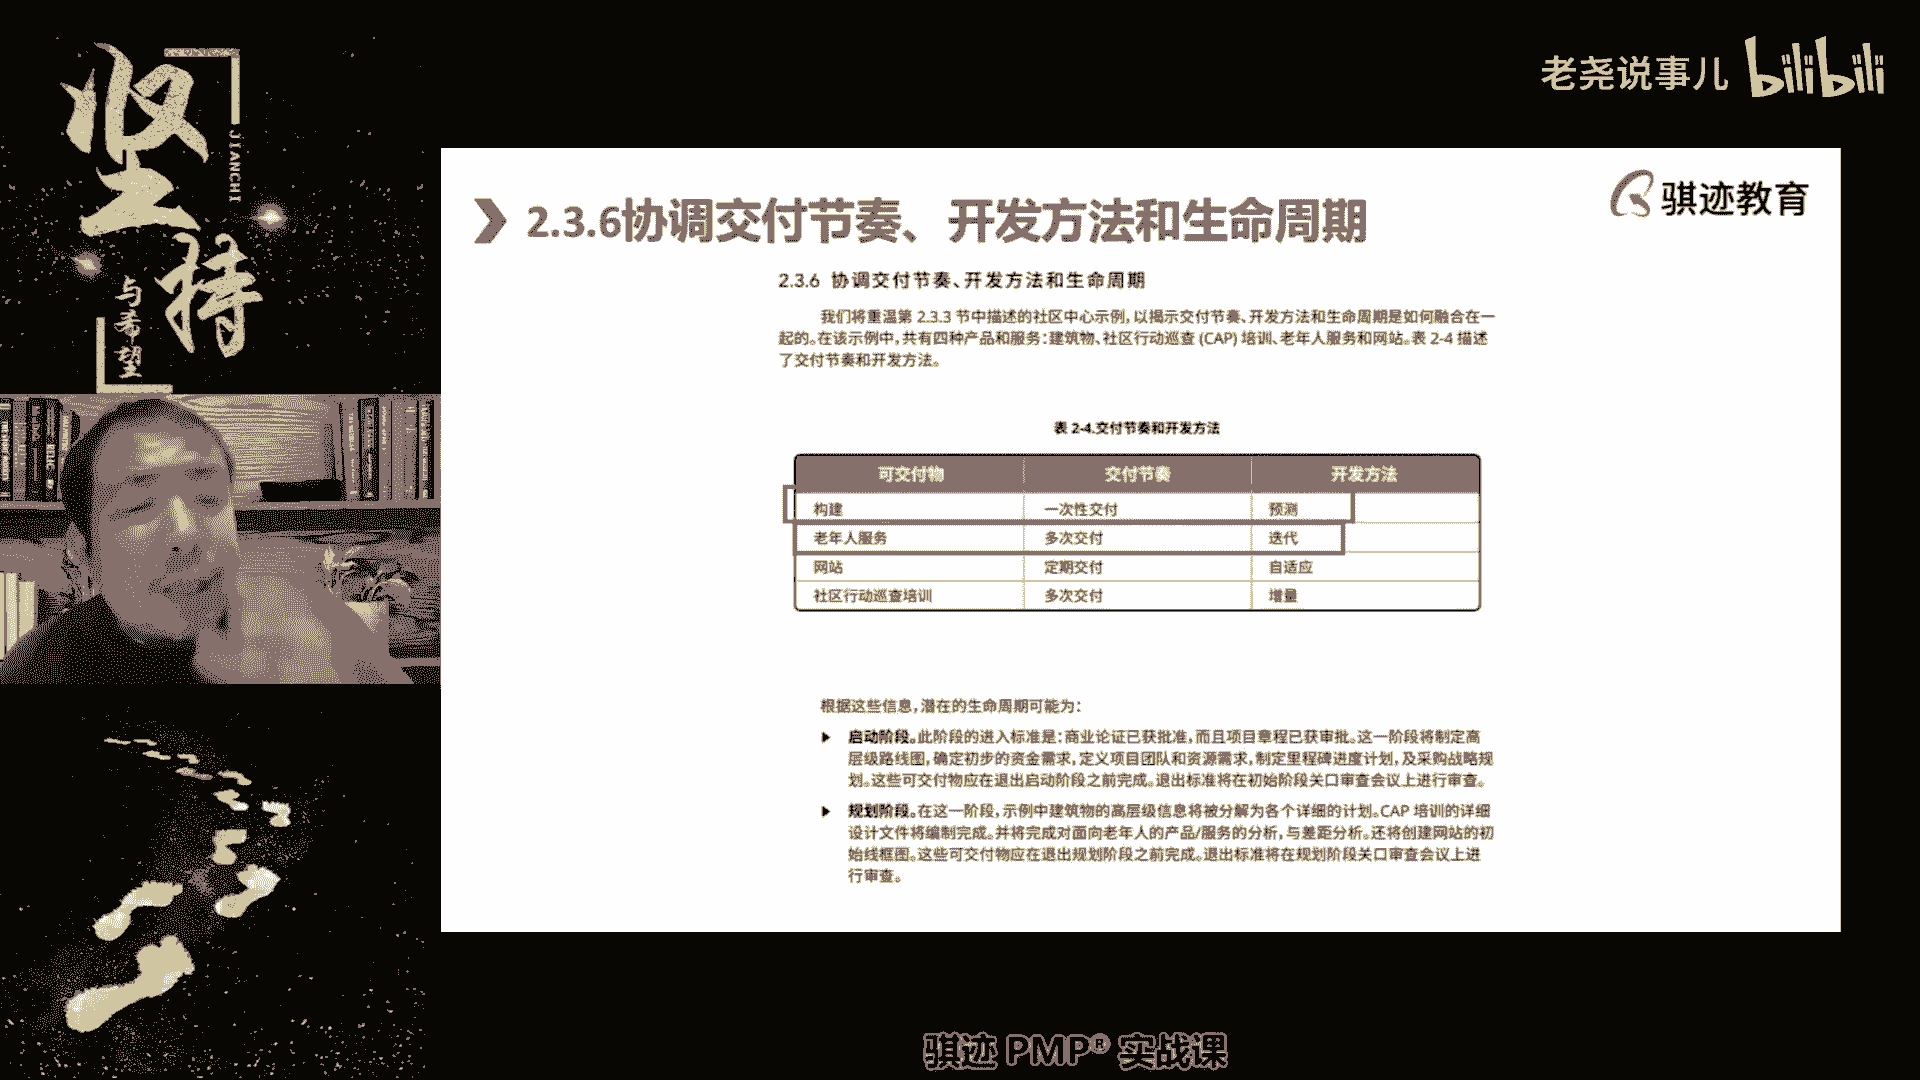 坚持
JIANCHI
与希望
老尧说事儿 bilibili
骐迹教育
2.3.6协调交付节奏、开发方法和生命周期
2.3.6 协调交付节奏、开发方法和生命周期
我们将重温第 2.3.3 节中描述的社区中心示例，以揭示交付节奏、开发方法和生命周期是如何融合在一
起的。在该示例中，共有四种产品和服务：建筑物、社区行动巡查 (CAP) 培训、老年人服务和网站。表 2-4 描述
了交付节奏和开发方法。
表 2-4.交付节奏和开发方法
可交付物 交付节奏 开发方法
构建 一次性交付 预测
老年人服务 多次交付 迭代
网站 定期交付 自适应
社区行动巡查培训 多次交付 增量
根据这些信息，潜在的生命周期可能为：
启动阶段。此阶段的进入标准是：商业论证已获批准，而且项目章程已获审批。这一阶段将制定高
层级路线图，确定初步的资金需求，定义项目团队和资源需求，制定里程碑进度计划，及采购战略规
划。这些可交付物应在退出启动阶段之前完成。退出标准将在初始阶段关口审查会议上进行审查。
规划阶段。在这一阶段，示例中建筑物的高层级信息将被分解为各个详细的计划。CAP 培训的详细
设计文件将编制完成。并将完成对面向老年人的产品/服务的分析，与差距分析。还将创建网站的初
始线框图。这些可交付物应在退出规划阶段之前完成。退出标准将在规划阶段关口审查会议上进
行审查。
骐迹 PMP® 实战课